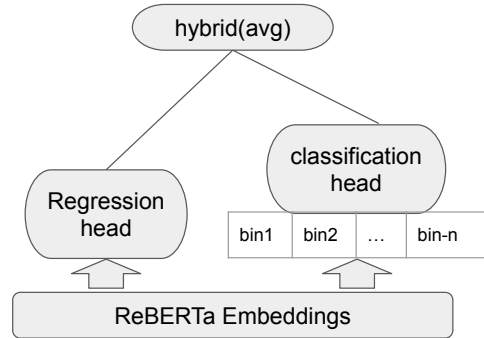 hybrid(avg)
classification
head
Regression
head
bin1 bin2 … bin-n
ReBERTa Embeddings